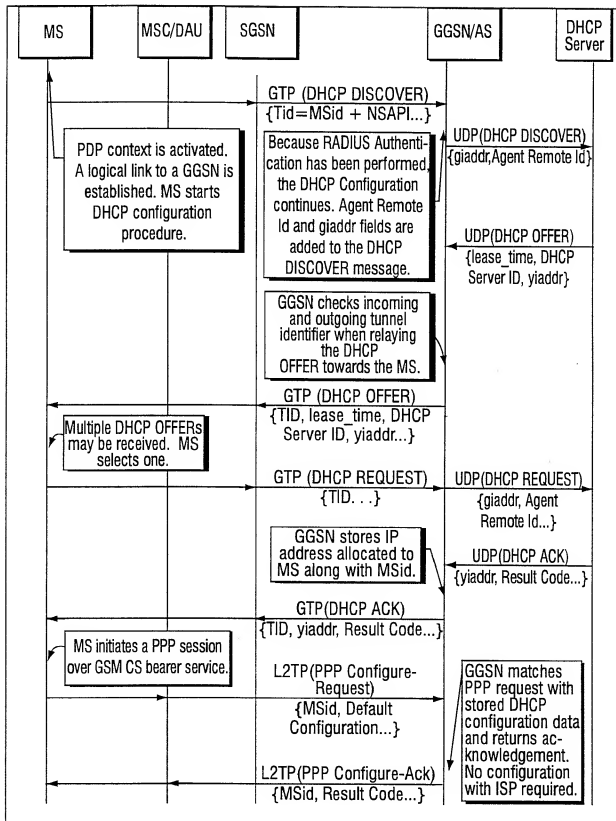 MS
MSC/DAU
SGSN
GGSN/AS
DHCP
Server
GTP (DHCP DISCOVER)
{Tid=MSid + NSAPI...}
PDP context is activated.
A logical link to a GGSN is
established. MS starts
DHCP configuration
procedure.
Because RADIUS Authenti-
cation has been performed,
the DHCP Configuration
continues. Agent Remote
Id and giaddr fields are
added to the DHCP
DISCOVER message.
UDP(DHCP DISCOVER)
{giaddr,Agent Remote Id}
UDP(DHCP OFFER)
{lease_time, DHCP
Server ID, yiaddr}
GGSN checks incoming
and outgoing tunnel
identifier when relaying
the DHCP
OFFER towards the MS.
GTP (DHCP OFFER)
{TID, lease_time, DHCP
Server ID, yiaddr...}
Multiple DHCP OFFERs
may be received. MS
selects one.
GTP (DHCP REQUEST)
{TID. . .}
UDP(DHCP REQUEST)
{giaddr, Agent
Remote Id...}
GGSN stores IP
address allocated to
MS along with MSid.
UDP(DHCP ACK)
{yiaddr, Result Code...}
GTP(DHCP ACK)
{TID, yiaddr, Result Code...}
MS initiates a PPP session
over GSM CS bearer service.
L2TP(PPP Configure-
Request)
{MSid, Default
Configuration...}
GGSN matches
PPP request with
stored DHCP
configuration data
and returns ac-
knowledgement.
No configuration
with ISP required.
L2TP(PPP Configure-Ack)
{MSid, Result Code...}